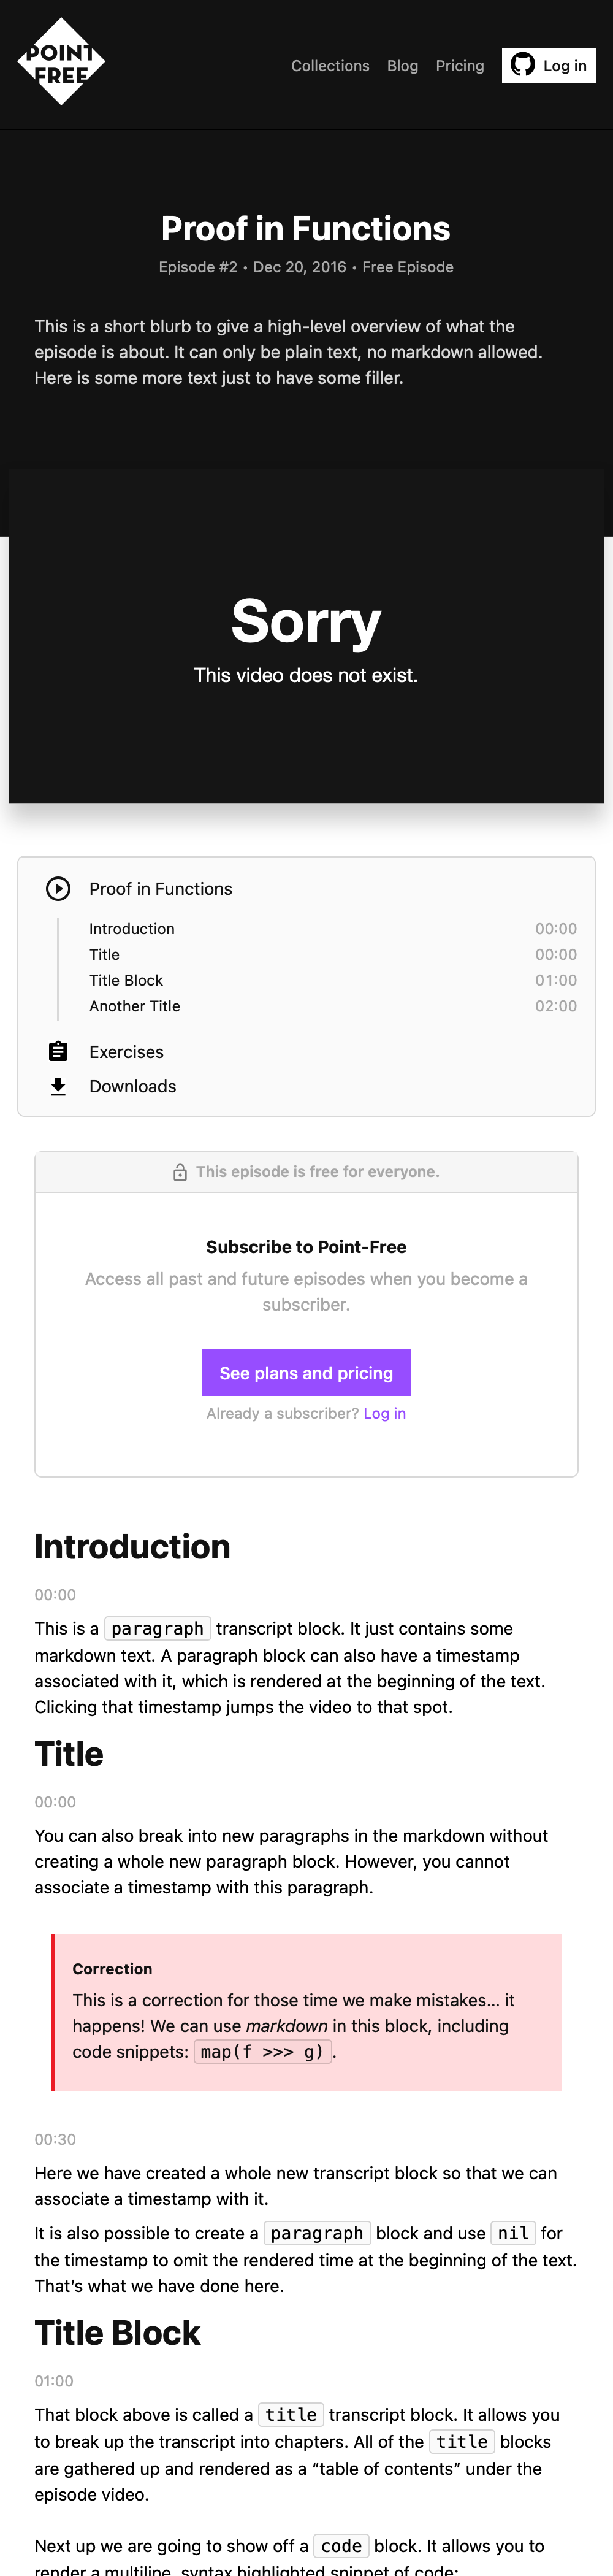 POINT
FREE
Collections Blog Pricing Log in
Proof in Functions
Episode #2 • Dec 20, 2016 • Free Episode
This is a short blurb to give a high-level overview of what the
episode is about. It can only be plain text, no markdown allowed.
Here is some more text just to have some filler.
Sorry
This video does not exist.
Proof in Functions
Introduction 00:00
Title 00:00
Title Block 01:00
Another Title 02:00
Exercises
Downloads
This episode is free for everyone.
Subscribe to Point-Free
Access all past and future episodes when you become a
subscriber.
See plans and pricing
Already a subscriber? Log in
Introduction
00:00
This is a paragraph transcript block. It just contains some
markdown text. A paragraph block can also have a timestamp
associated with it, which is rendered at the beginning of the text.
Clicking that timestamp jumps the video to that spot.
Title
00:00
You can also break into new paragraphs in the markdown without
creating a whole new paragraph block. However, you cannot
associate a timestamp with this paragraph.
Correction
This is a correction for those time we make mistakes… it
happens! We can use markdown in this block, including
code snippets: map(f >>> g).
00:30
Here we have created a whole new transcript block so that we can
associate a timestamp with it.
It is also possible to create a paragraph block and use nil for
the timestamp to omit the rendered time at the beginning of the text.
That’s what we have done here.
Title Block
01:00
That block above is called a title transcript block. It allows you
to break up the transcript into chapters. All of the title blocks
are gathered up and rendered as a “table of contents” under the
episode video.
Next up we are going to show off a code block. It allows you to
render a multiline, syntax highlighted snippet of code: